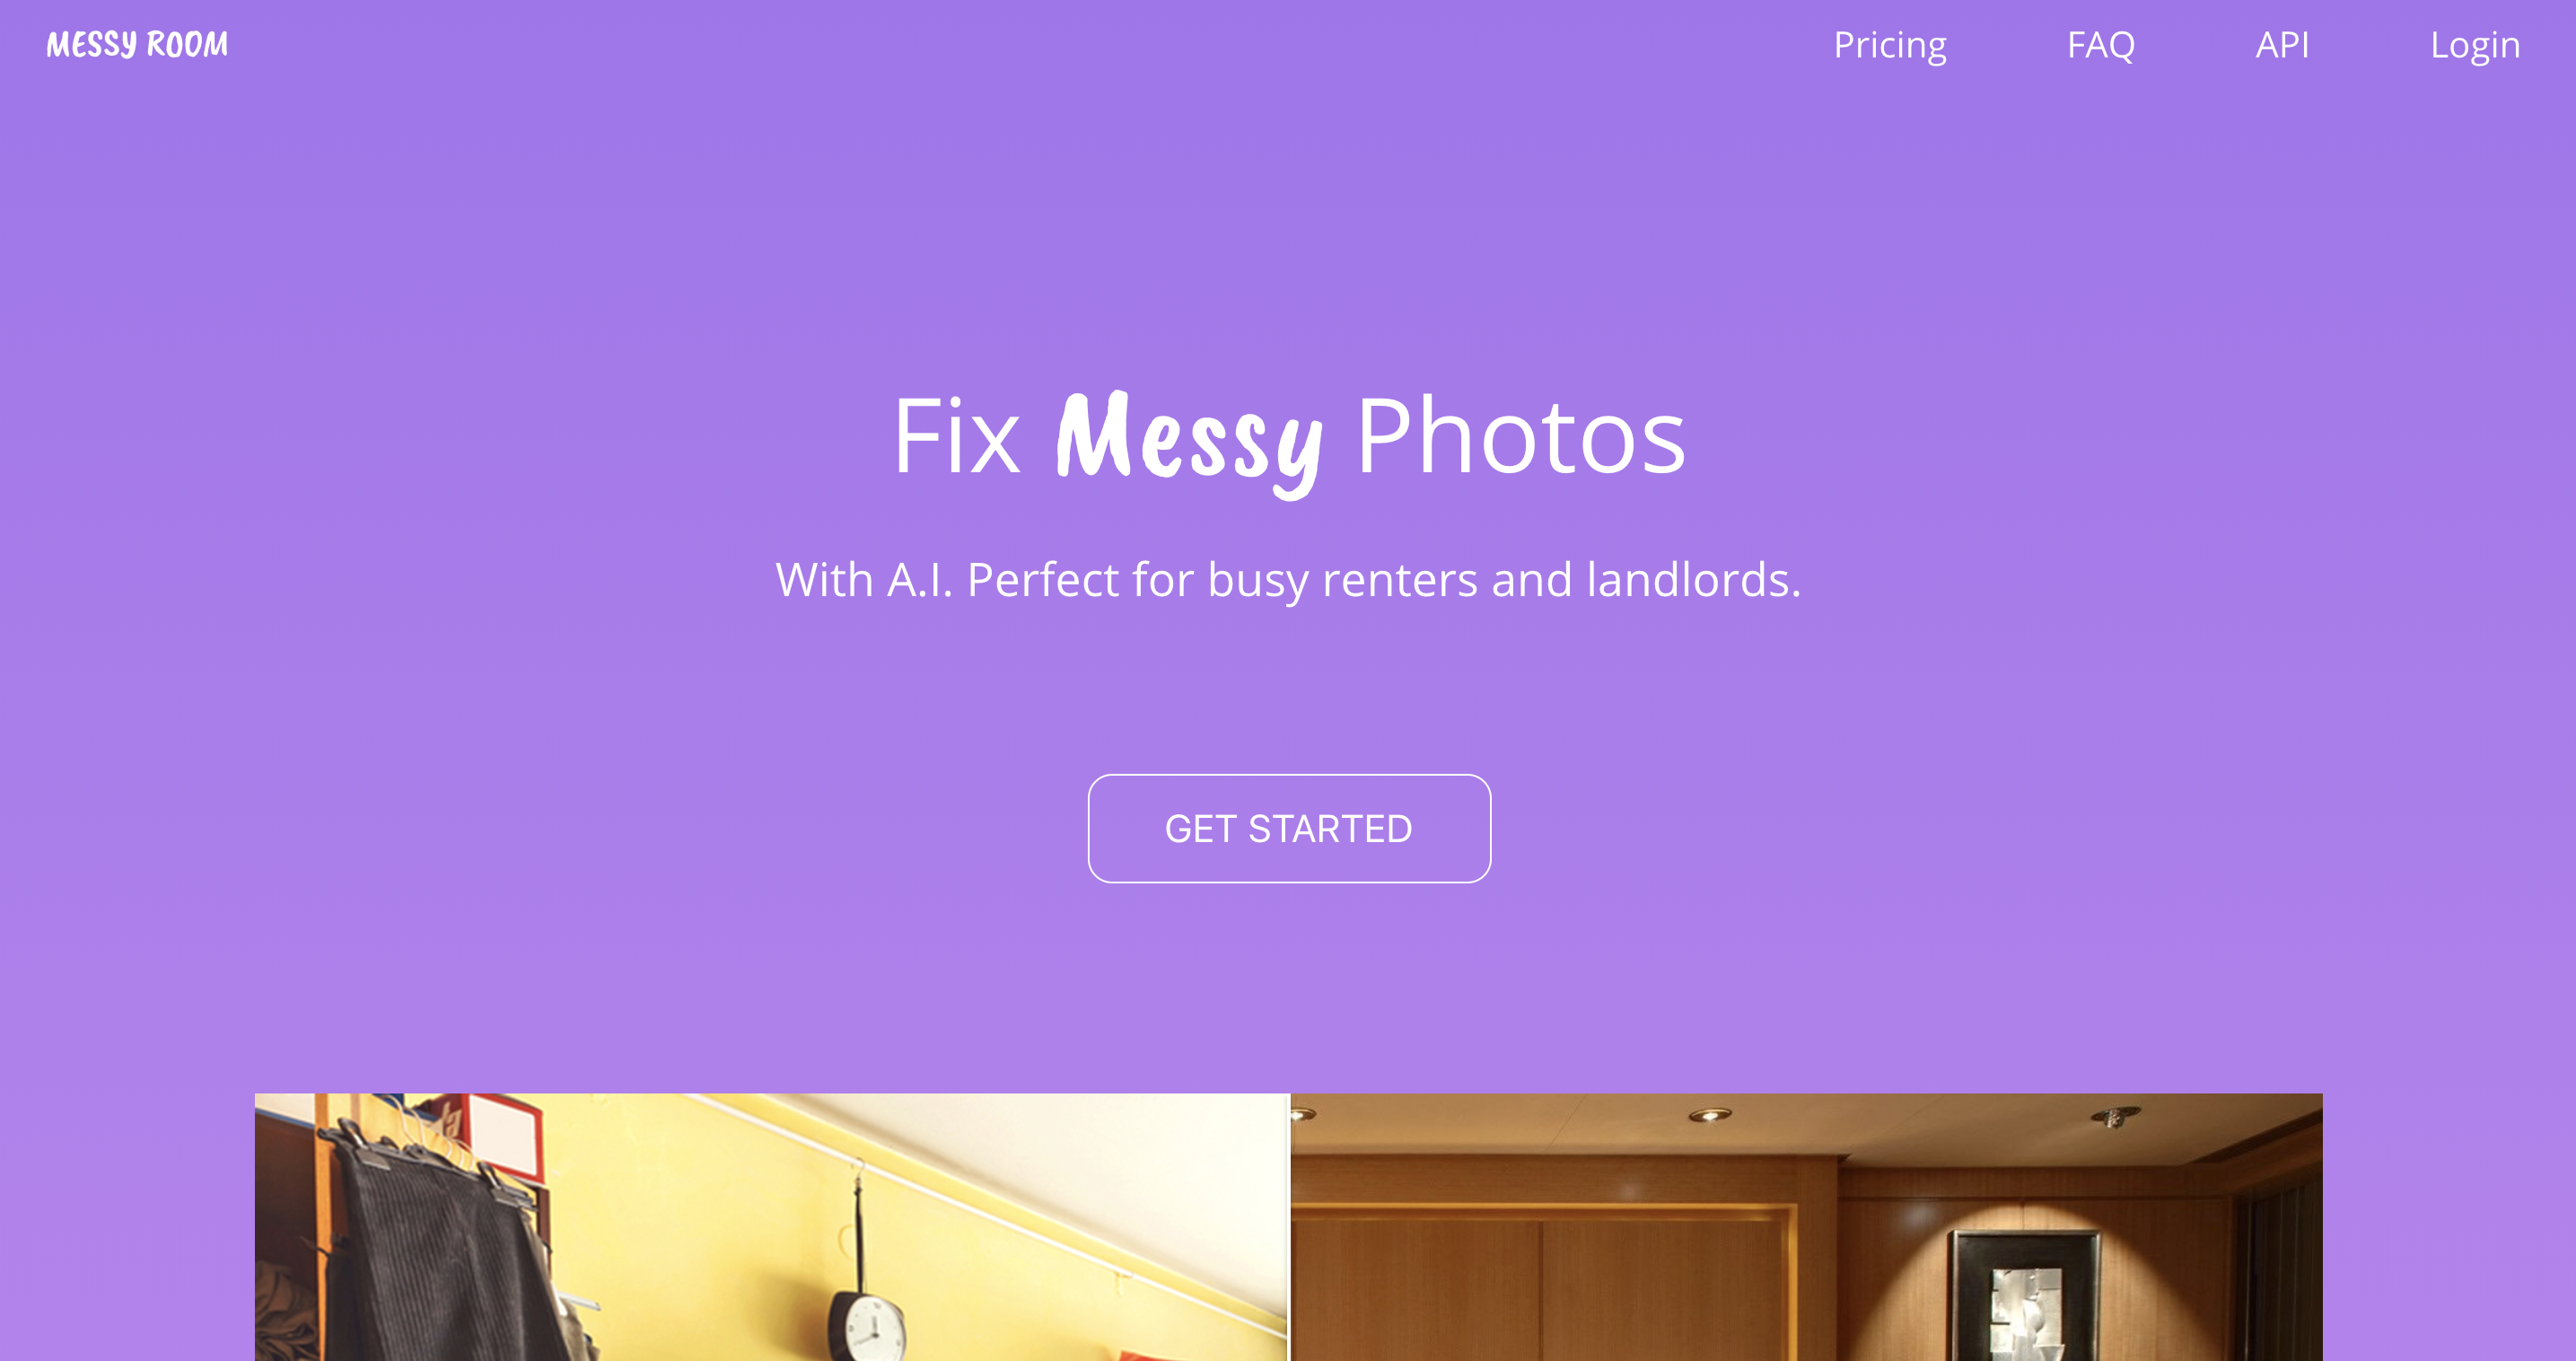 MESSY ROOM
Pricing
FAQ
API
Login
Fix Messy Photos
With A.I. Perfect for busy renters and landlords.
GET STARTED